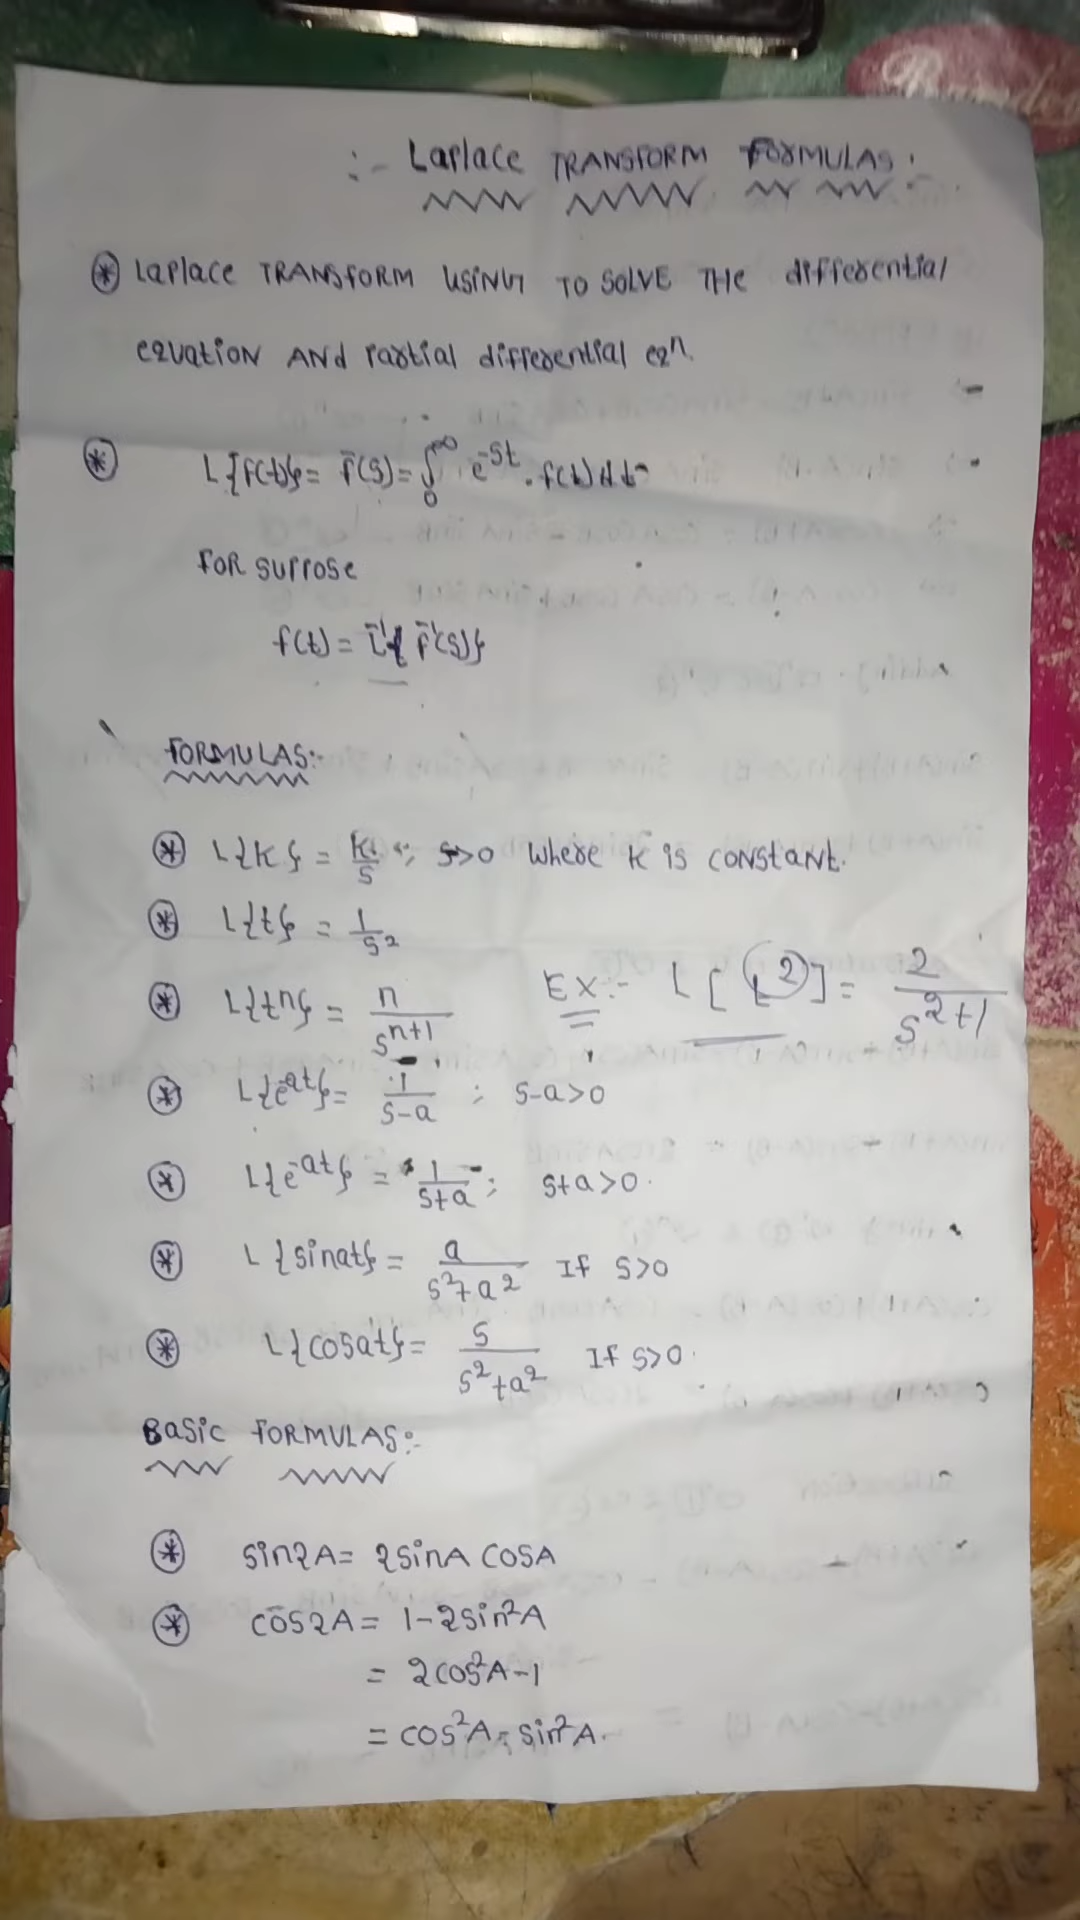 :- Laplace TRANSFORM FORMULAS:
* Laplace TRANSFORM USING TO SOLVE THE differential
equation AND partial differential eqⁿ.
* L{f(t)} = f̄(s) = ∫₀^∞ e^-st . f(t) dt
FOR suppose
f(t) = L⁻¹{f̄(s)}
FORMULAS:-
* L{k} = k/s ; s>0 where k is constant.
* L{t} = 1/s²
* L{tⁿ} = n/s^(n+1) Ex:- L[t²] = 2/s^(2+1)
* L{e^at} = 1/(s-a) ; s-a>0
* L{e^-at} = 1/(s+a) ; s+a>0.
* L{sinat} = a/(s²+a²) If s>0
* L{cosat} = s/(s²+a²) If s>0.
BASIC FORMULAS:-
* sin2A = 2sinA cosA
* cos2A = 1-2sin²A
= 2cos²A-1
= cos²A - sin²A.